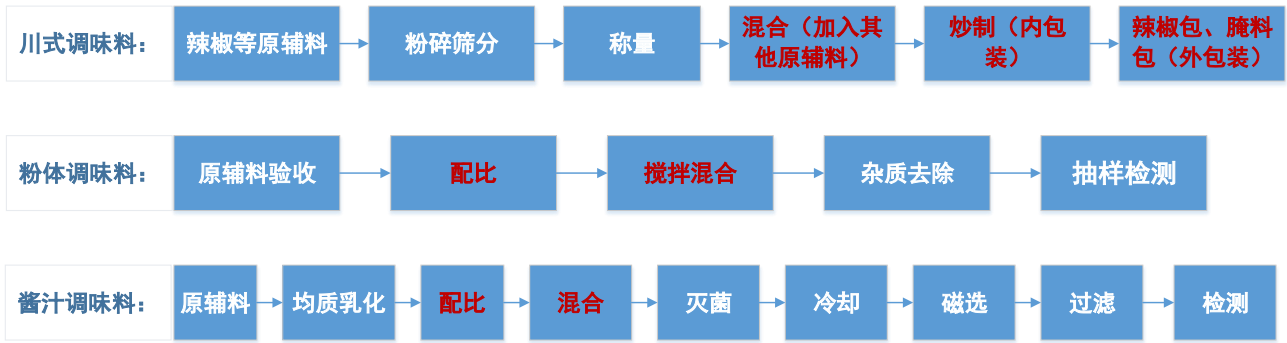 川式调味料：
辣椒等原辅料
粉碎筛分
称量
混合（加入其
他原辅料）
炒制（内包
装）
辣椒包、腌料
包（外包装）
粉体调味料：
原辅料验收
配比
搅拌混合
杂质去除
抽样检测
酱汁调味料：
原辅料
均质乳化
配比
混合
灭菌
冷却
磁选
过滤
检测